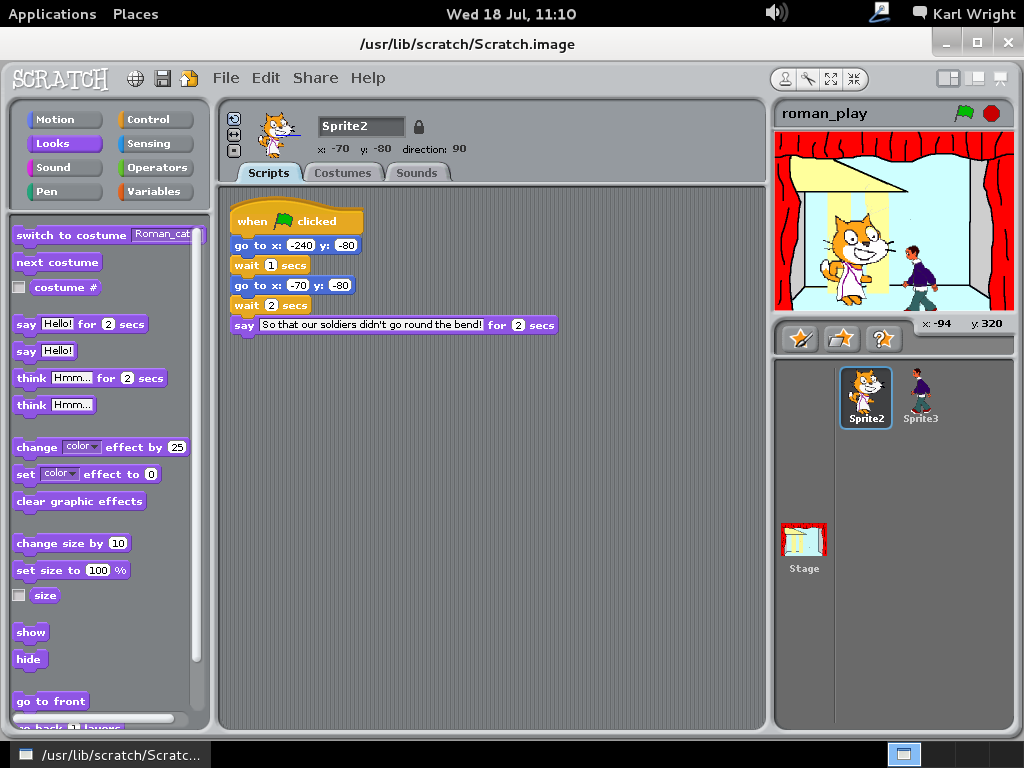 Applications Places Wed 18 Jul, 11:10 Karl Wright
/usr/lib/scratch/Scratch.image
SCRATCH File Edit Share Help
Motion Control
Looks Sensing
Sound Operators
Pen Variables
switch to costume Roman_cat
next costume
costume #
say Hello! for 2 secs
say Hello!
think Hmm... for 2 secs
think Hmm...
change color effect by 25
set color effect to 0
clear graphic effects
change size by 10
set size to 100 %
size
show
hide
go to front
go back 1 layers
Sprite2
x: -70 y: -80 direction: 90
Scripts Costumes Sounds
when clicked
go to x: -240 y: -80
wait 1 secs
go to x: -70 y: -80
wait 2 secs
say So that our soldiers didn't go round the bend! for 2 secs
roman_play
x: -94 y: 320
Sprite2 Sprite3
Stage
/usr/lib/scratch/Scratc...